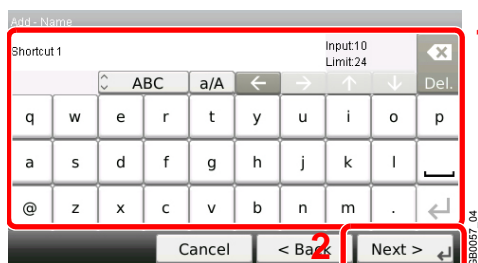 Add - Name
Shortcut 1
Input:10
Limit:24
ABC a/A ← → ↑ ↓ Del.
q w e r t y u i o p
a s d f g h j k l
@ z x c v b n m .
Cancel < Back 2 Next >
GB0057_04